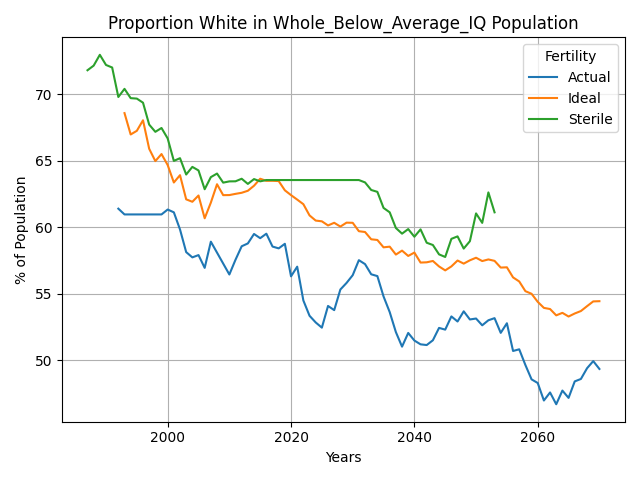 Proportion White in Whole_Below_Average_IQ Population
Fertility
Actual
Ideal
Sterile
% of Population
70
65
60
55
50
2000
2020
2040
2060
Years